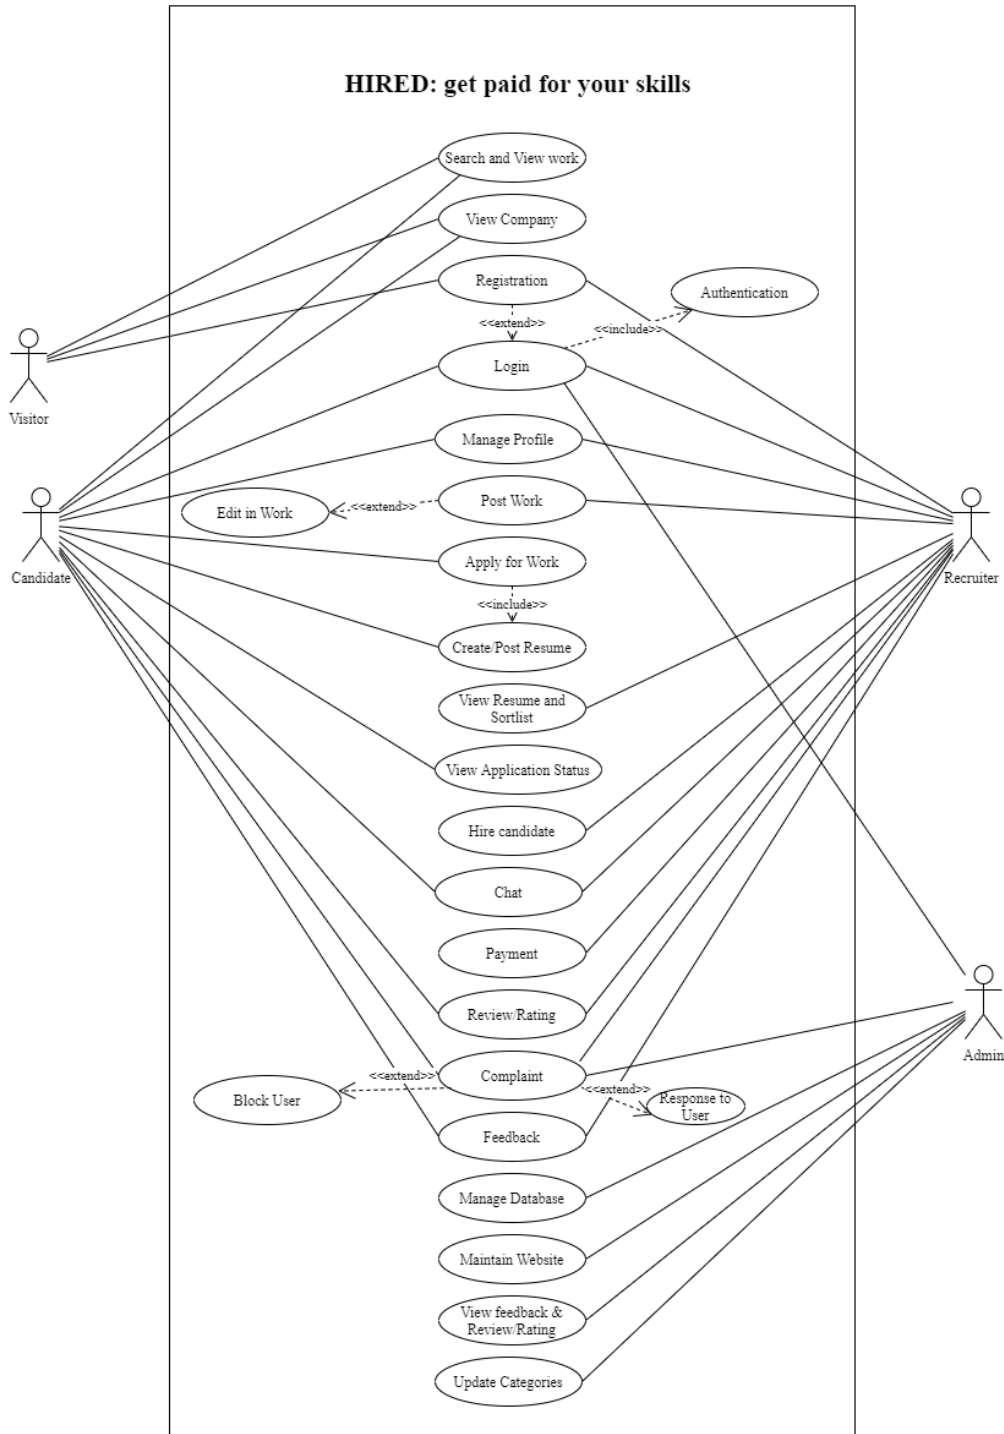 HIRED: get paid for your skills
Search and View work
View Company
Registration
Authentication
<<extend>>
<<include>>
Login
Visitor
Manage Profile
Edit in Work
<<extend>>
Post Work
Candidate
Recruiter
Apply for Work
<<include>>
Create/Post Resume
View Resume and
Sortlist
View Application Status
Hire candidate
Chat
Payment
Review/Rating
Admin
Complaint
<<extend>>
<<extend>>
Block User
Response to
User
Feedback
Manage Database
Maintain Website
View feedback &
Review/Rating
Update Categories